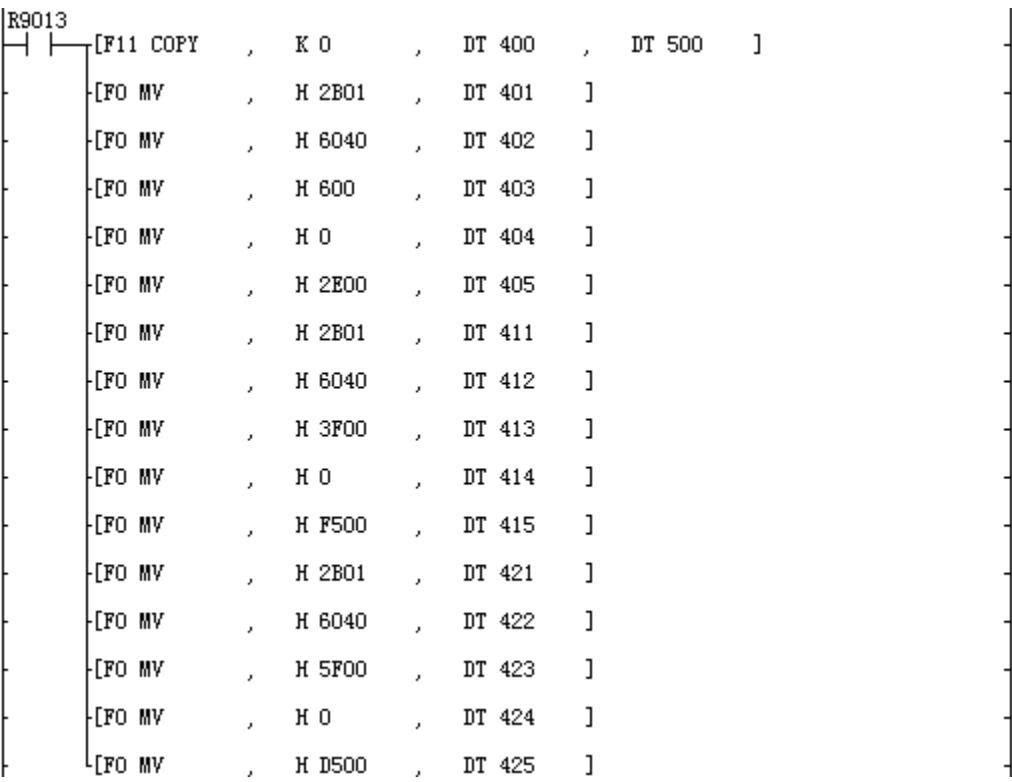 R9013
[F11 COPY , K 0 , DT 400 , DT 500 ]
[F0 MV , H 2B01 , DT 401 ]
[F0 MV , H 6040 , DT 402 ]
[F0 MV , H 600 , DT 403 ]
[F0 MV , H 0 , DT 404 ]
[F0 MV , H 2E00 , DT 405 ]
[F0 MV , H 2B01 , DT 411 ]
[F0 MV , H 6040 , DT 412 ]
[F0 MV , H 3F00 , DT 413 ]
[F0 MV , H 0 , DT 414 ]
[F0 MV , H F500 , DT 415 ]
[F0 MV , H 2B01 , DT 421 ]
[F0 MV , H 6040 , DT 422 ]
[F0 MV , H 5F00 , DT 423 ]
[F0 MV , H 0 , DT 424 ]
[F0 MV , H D500 , DT 425 ]